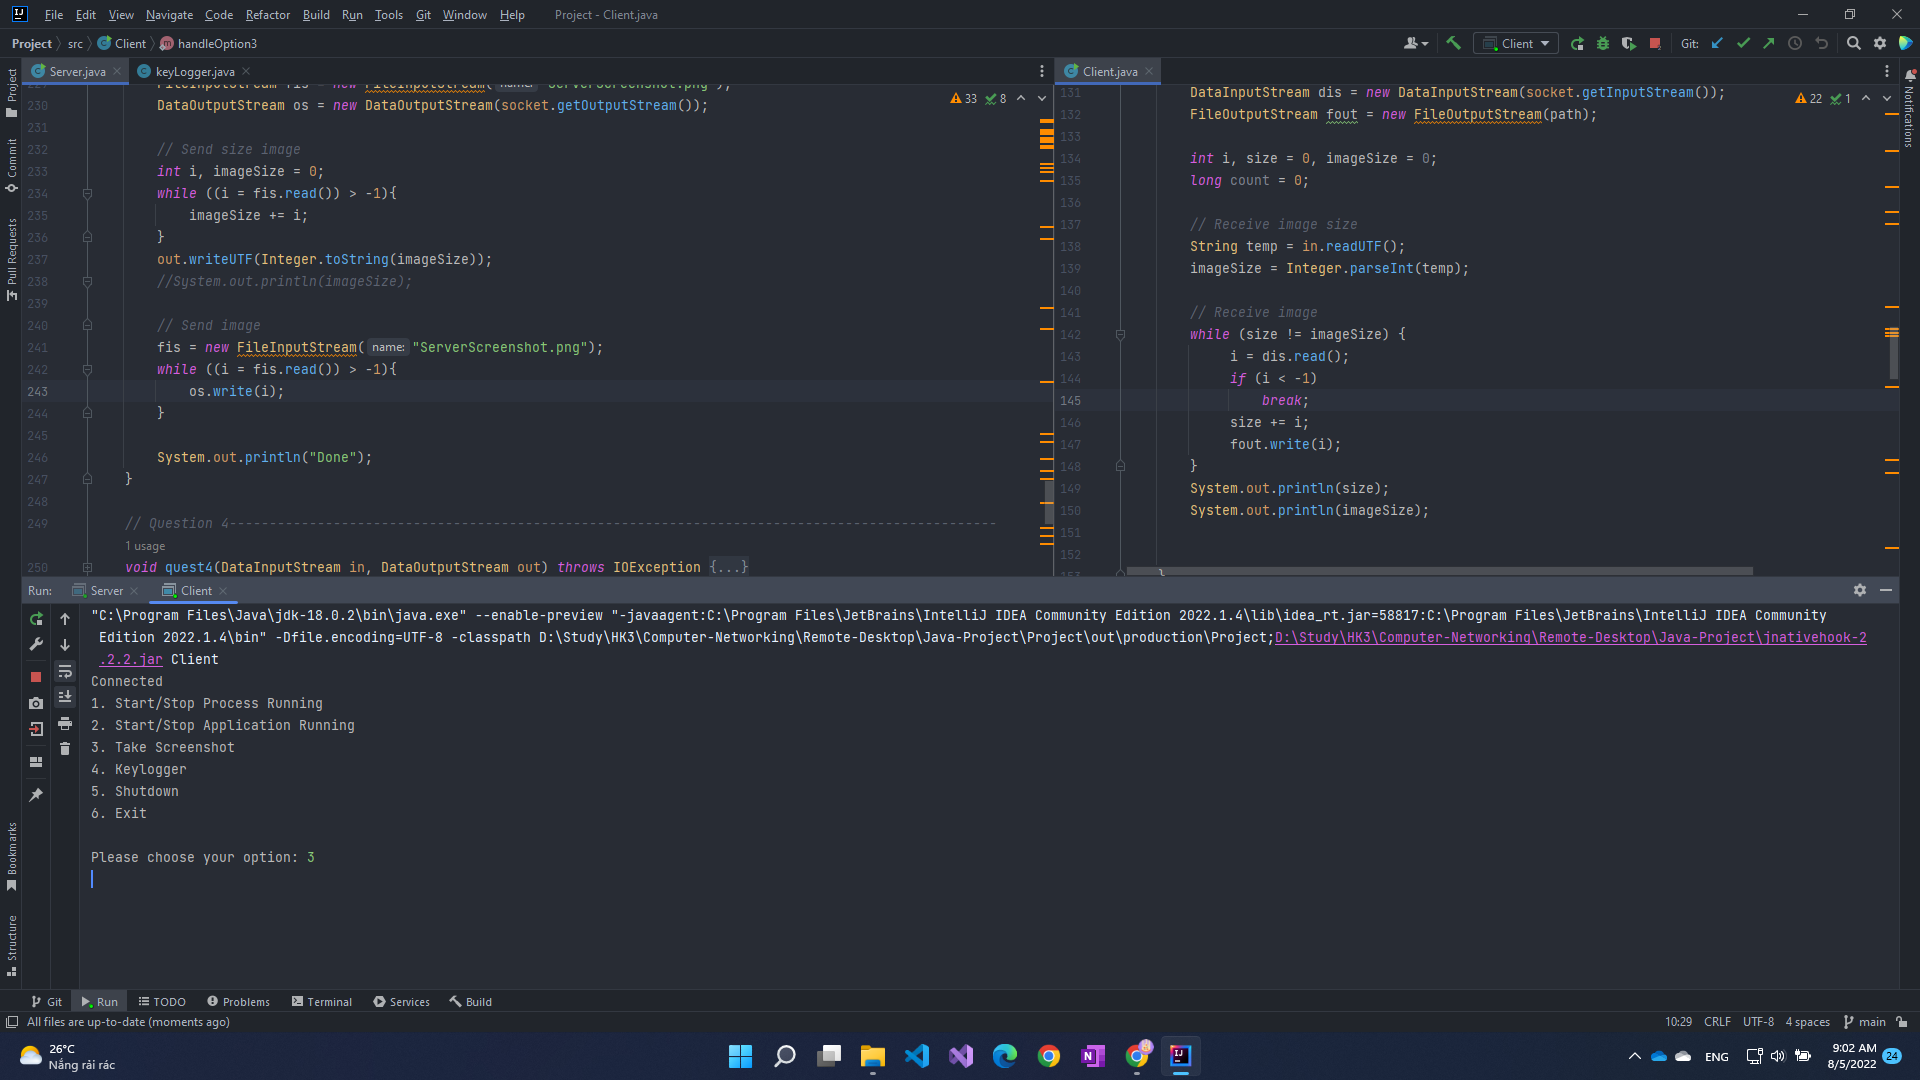 File Edit View Navigate Code Refactor Build Run Tools Git Window Help Project - Client.java
Project src Client handleOption3 Client Git:
Server.java keyLogger.java
230 DataOutputStream os = new DataOutputStream(socket.getOutputStream());
33 8
231
232 // Send size image
233 int i, imageSize = 0;
234 while ((i = fis.read()) > -1){
235 imageSize += i;
236 }
237 out.writeUTF(Integer.toString(imageSize));
238 //System.out.println(imageSize);
239
240 // Send image
241 fis = new FileInputStream( name: "ServerScreenshot.png");
242 while ((i = fis.read()) > -1){
243 os.write(i);
244 }
245
246 System.out.println("Done");
247 }
248
249 // Question 4------------------------------------------------------------------------------------------------
1 usage
250 void quest4(DataInputStream in, DataOutputStream out) throws IOException {...}
Client.java
131 DataInputStream dis = new DataInputStream(socket.getInputStream());
22 1
132 FileOutputStream fout = new FileOutputStream(path);
133
134 int i, size = 0, imageSize = 0;
135 long count = 0;
136
137 // Receive image size
138 String temp = in.readUTF();
139 imageSize = Integer.parseInt(temp);
140
141 // Receive image
142 while (size != imageSize) {
143 i = dis.read();
144 if (i < -1)
145 break;
146 size += i;
147 fout.write(i);
148 }
149 System.out.println(size);
150 System.out.println(imageSize);
151
152
Project
Commit
Pull Requests
Bookmarks
Structure
Notifications
Run: Server Client
"C:\Program Files\Java\jdk-18.0.2\bin\java.exe" --enable-preview "-javaagent:C:\Program Files\JetBrains\IntelliJ IDEA Community Edition 2022.1.4\lib\idea_rt.jar=58817:C:\Program Files\JetBrains\IntelliJ IDEA Community
Edition 2022.1.4\bin" -Dfile.encoding=UTF-8 -classpath D:\Study\HK3\Computer-Networking\Remote-Desktop\Java-Project\Project\out\production\Project;D:\Study\HK3\Computer-Networking\Remote-Desktop\Java-Project\jnativehook-2
.2.2.jar Client
Connected
1. Start/Stop Process Running
2. Start/Stop Application Running
3. Take Screenshot
4. Keylogger
5. Shutdown
6. Exit
Please choose your option: 3
Git Run TODO Problems Terminal Services Build
All files are up-to-date (moments ago) 10:29 CRLF UTF-8 4 spaces main
26°C
Nắng rải rác
ENG
9:02 AM
8/5/2022
24